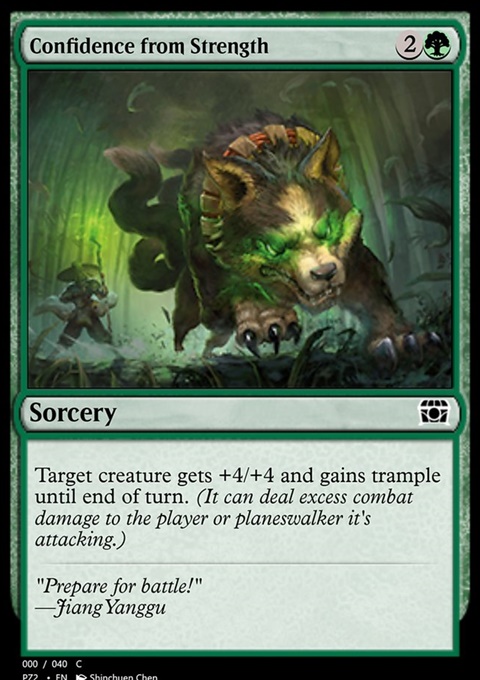 Confidence from Strength 2
Sorcery
Target creature gets +4/+4 and gains trample
until end of turn. (It can deal excess combat
damage to the player or planeswalker it's
attacking.)
"Prepare for battle!"
—Jiang Yanggu
000 / 040 C
PZ2 • EN Shinchuen Chen